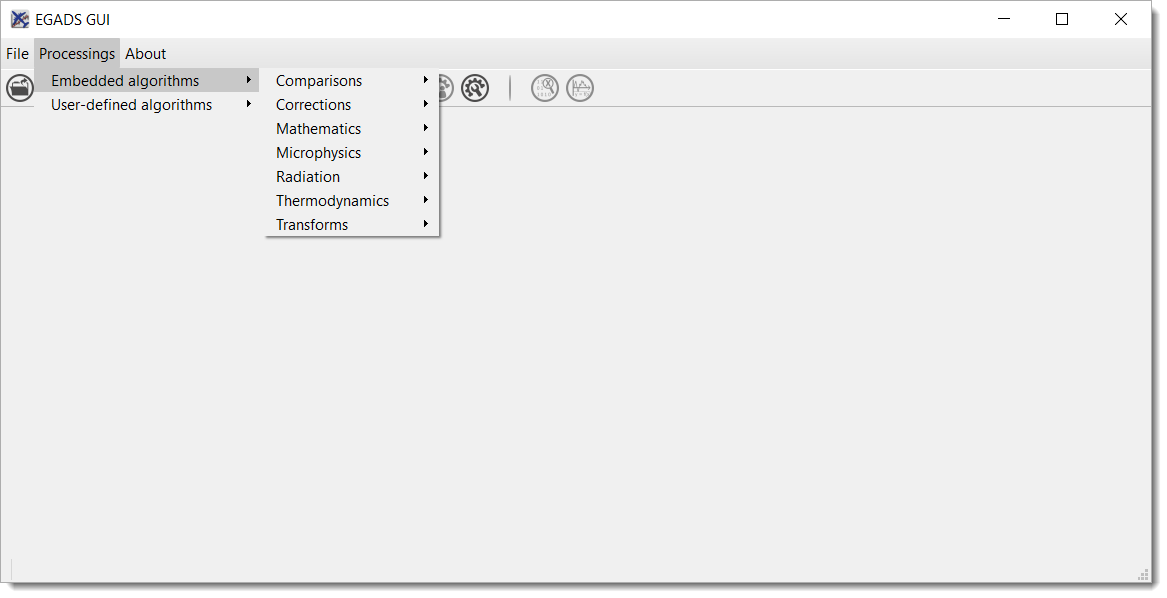 EGADS GUI
File Processings About
Embedded algorithms
User-defined algorithms
Comparisons
Corrections
Mathematics
Microphysics
Radiation
Thermodynamics
Transforms